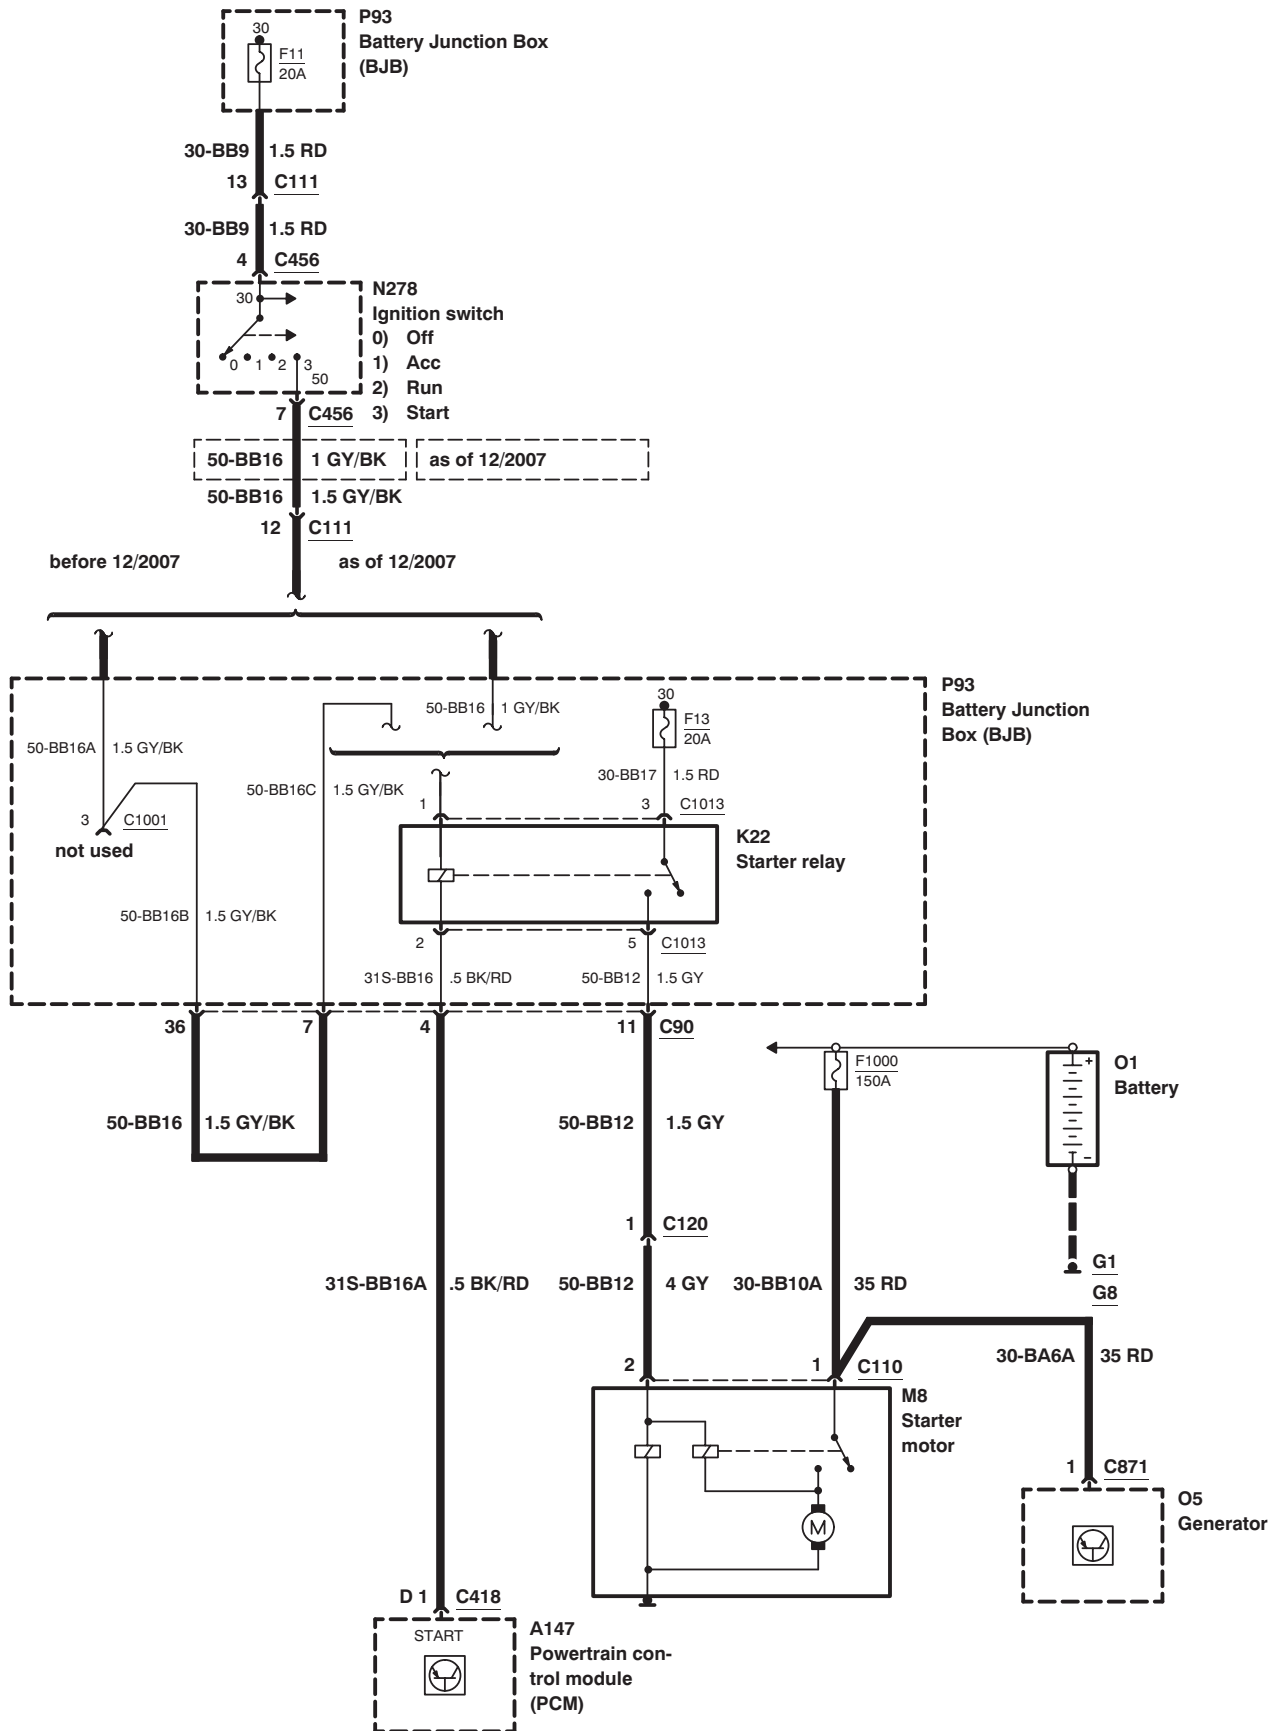 P93
30
Battery Junction Box
(BJB)
F11
20A
30-BB9 1.5 RD
13 C111
30-BB9 1.5 RD
4 C456
N278
30
Ignition switch
0) Off
1) Acc
0 1 2 3
50
2) Run
7 C456 3) Start
50-BB16 1 GY/BK as of 12/2007
50-BB16 1.5 GY/BK
12 C111
before 12/2007 as of 12/2007
P93
Battery Junction
Box (BJB)
30
50-BB16 1 GY/BK
F13
20A
50-BB16A 1.5 GY/BK
30-BB17 1.5 RD
50-BB16C 1.5 GY/BK
1 3 C1013
3 C1001
not used
K22
Starter relay
50-BB16B 1.5 GY/BK
2 5 C1013
31S-BB16 .5 BK/RD 50-BB12 1.5 GY
36 7 4 11 C90
F1000
150A
+
O1
Battery
50-BB16 1.5 GY/BK 50-BB12 1.5 GY
–
1 C120
G1
31S-BB16A .5 BK/RD 50-BB12 4 GY 30-BB10A 35 RD
G8
30-BA6A 35 RD
2 1 C110
M8
Starter
motor
1 C871
O5
Generator
M
D 1 C418
START
A147
Powertrain con-
trol module
(PCM)